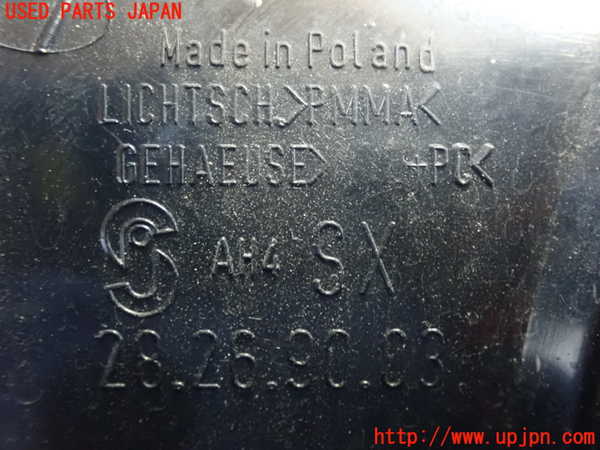 USED PARTS JAPAN
Made in Poland
LICHTSCH.>PMMA<
GEHAEUSE> +PC<
AH4 SX
28.26.90.03
http://www.upjpn.com/